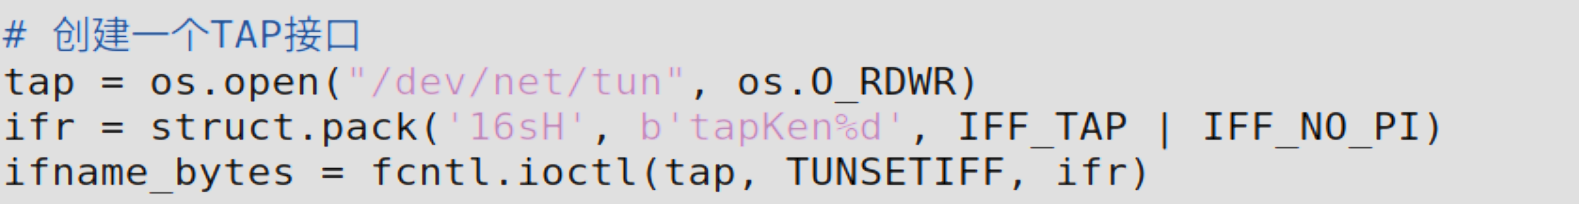 # 创建一个TAP接口
tap = os.open("/dev/net/tun", os.O_RDWR)
ifr = struct.pack('16sH', b'tapKen%d', IFF_TAP | IFF_NO_PI)
ifname_bytes = fcntl.ioctl(tap, TUNSETIFF, ifr)